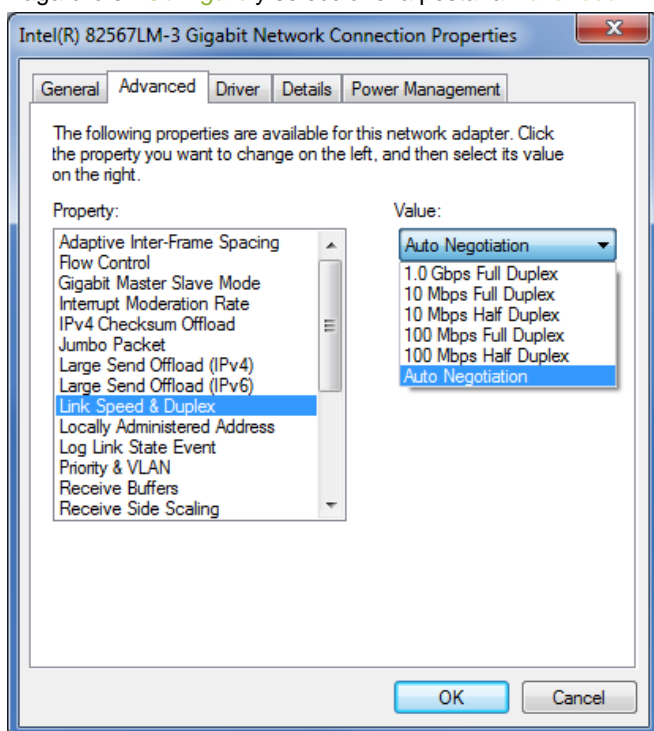 Intel(R) 82567LM-3 Gigabit Network Connection Properties
General Advanced Driver Details Power Management
The following properties are available for this network adapter. Click
the property you want to change on the left, and then select its value
on the right.
Property:
Adaptive Inter-Frame Spacing
Flow Control
Gigabit Master Slave Mode
Interrupt Moderation Rate
IPv4 Checksum Offload
Jumbo Packet
Large Send Offload (IPv4)
Large Send Offload (IPv6)
Link Speed & Duplex
Locally Administered Address
Log Link State Event
Priority & VLAN
Receive Buffers
Receive Side Scaling
Value:
Auto Negotiation
1.0 Gbps Full Duplex
10 Mbps Full Duplex
10 Mbps Half Duplex
100 Mbps Full Duplex
100 Mbps Half Duplex
Auto Negotiation
OK Cancel